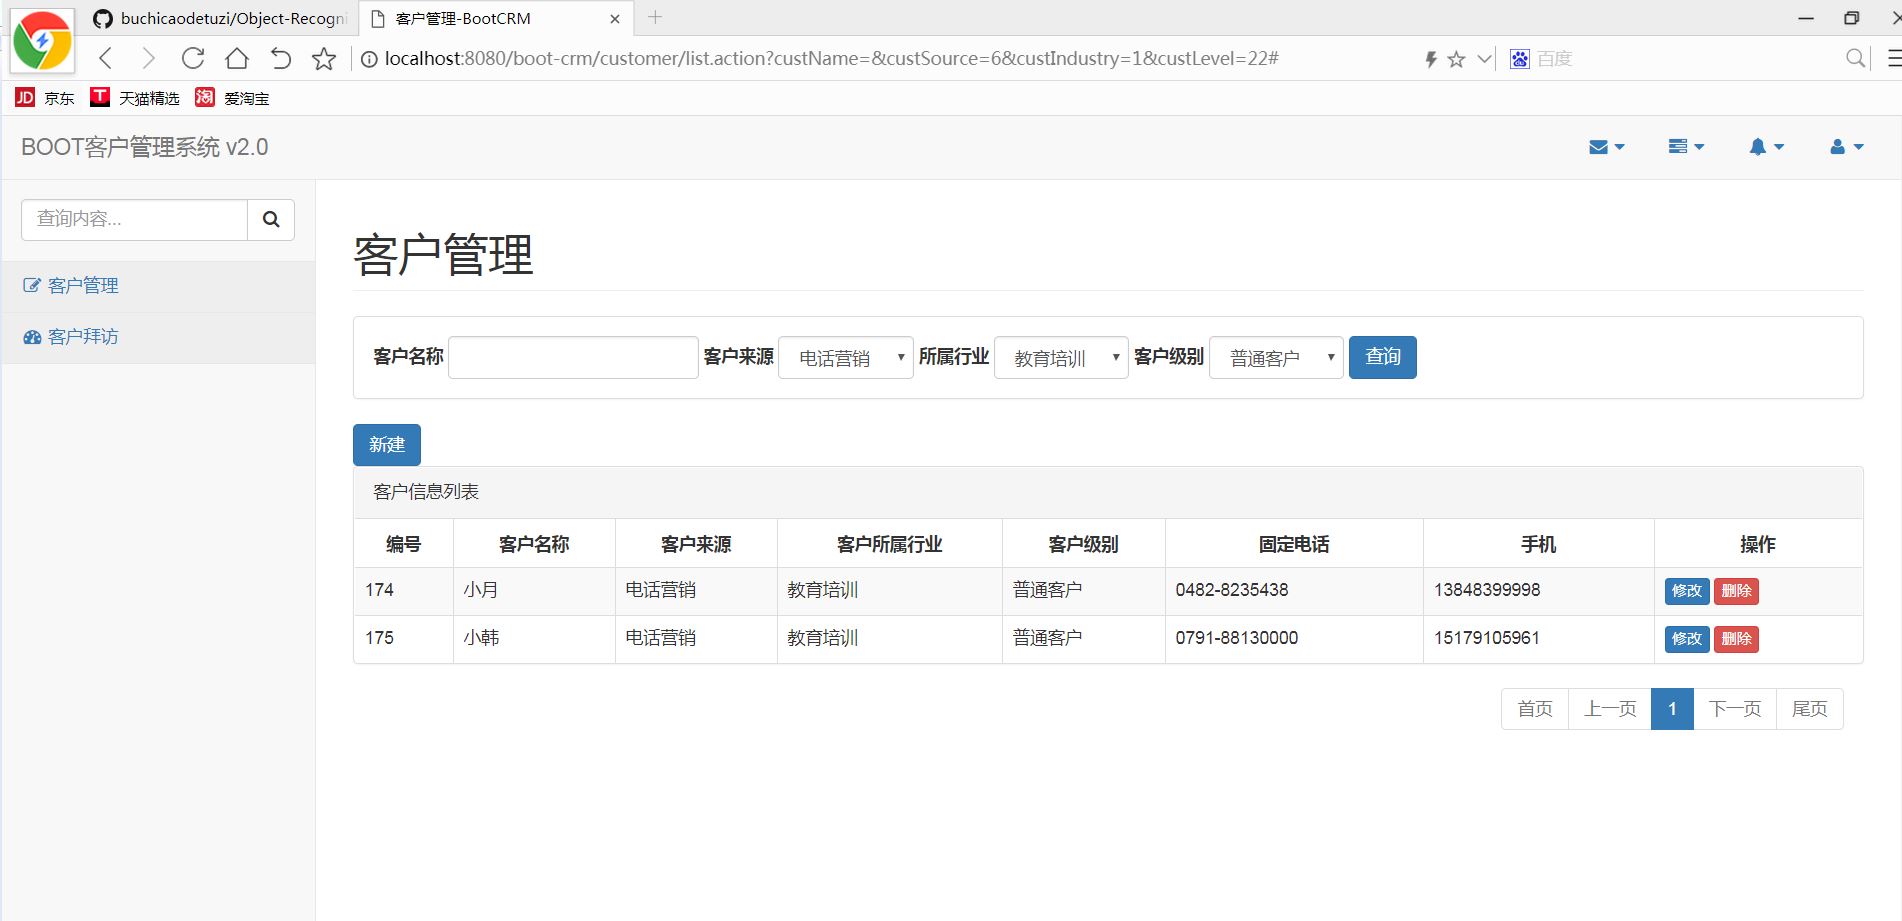 buchicaodetuzi/Object-Recogni
客户管理-BootCRM
localhost:8080/boot-crm/customer/list.action?custName=&custSource=6&custIndustry=1&custLevel=22#
百度
JD 京东 T 天猫精选 淘 爱淘宝
BOOT客户管理系统 v2.0
查询内容...
客户管理
客户拜访
客户管理
客户名称 客户来源 电话营销 所属行业 教育培训 客户级别 普通客户 查询
新建
客户信息列表
编号 客户名称 客户来源 客户所属行业 客户级别 固定电话 手机 操作
174 小月 电话营销 教育培训 普通客户 0482-8235438 13848399998 修改 删除
175 小韩 电话营销 教育培训 普通客户 0791-88130000 15179105961 修改 删除
首页 上一页 1 下一页 尾页